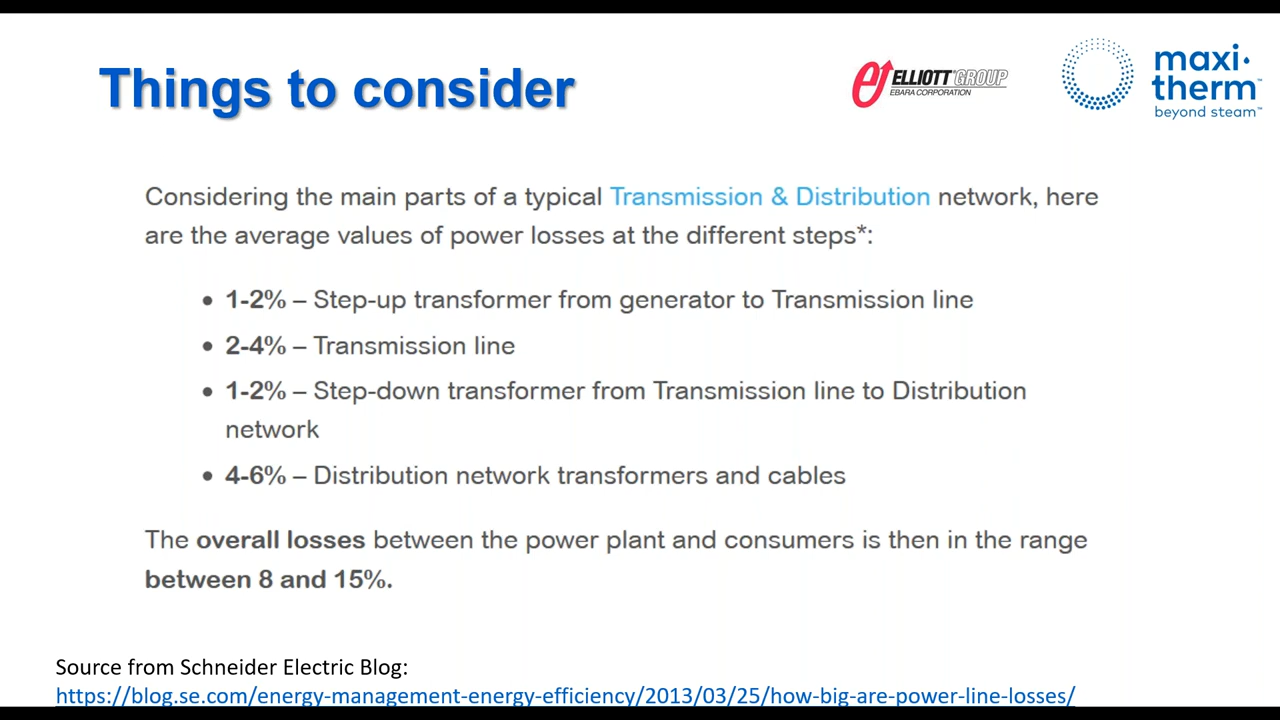 Things to consider
ELLIOTT GROUP
EBARA CORPORATION
maxi·
therm™
beyond steam™
Considering the main parts of a typical Transmission & Distribution network, here
are the average values of power losses at the different steps*:
• 1-2% – Step-up transformer from generator to Transmission line
• 2-4% – Transmission line
• 1-2% – Step-down transformer from Transmission line to Distribution
network
• 4-6% – Distribution network transformers and cables
The overall losses between the power plant and consumers is then in the range
between 8 and 15%.
Source from Schneider Electric Blog:
https://blog.se.com/energy-management-energy-efficiency/2013/03/25/how-big-are-power-line-losses/